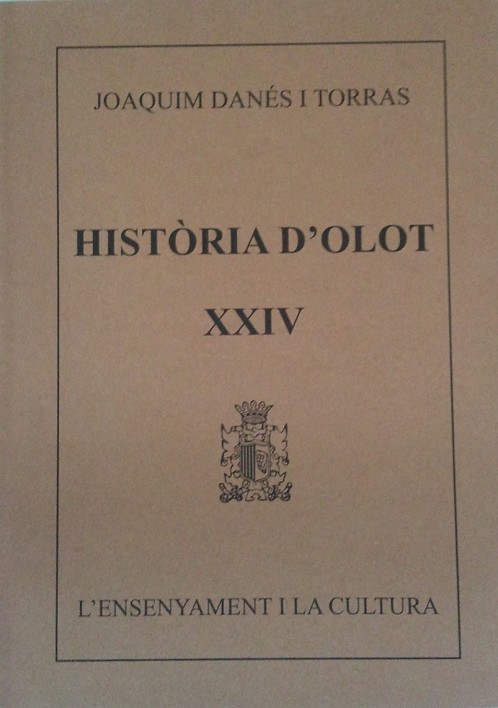 JOAQUIM DANÉS I TORRAS
HISTÒRIA D'OLOT
XXIV
L'ENSENYAMENT I LA CULTURA